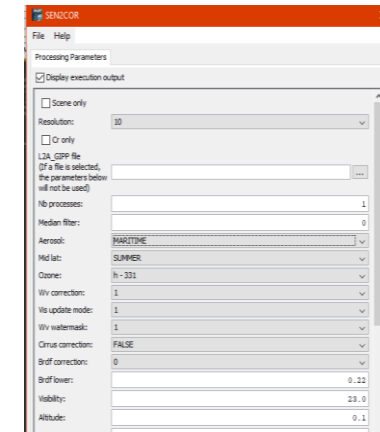 SEN2COR
File Help
Processing Parameters
Display execution output
Scene only
Resolution: 10
Cr only
L2A_GIPP file
(If a file is selected,
the parameters below
will not be used)
...
Nb processes: 1
Median filter: 0
Aerosol: MARITIME
Mid lat: SUMMER
Ozone: h - 331
Wv correction: 1
Vis update mode: 1
Wv watermask: 1
Cirrus correction: FALSE
Brdf correction: 0
Brdf lower: 0.22
Visibility: 23.0
Altitude: 0.1